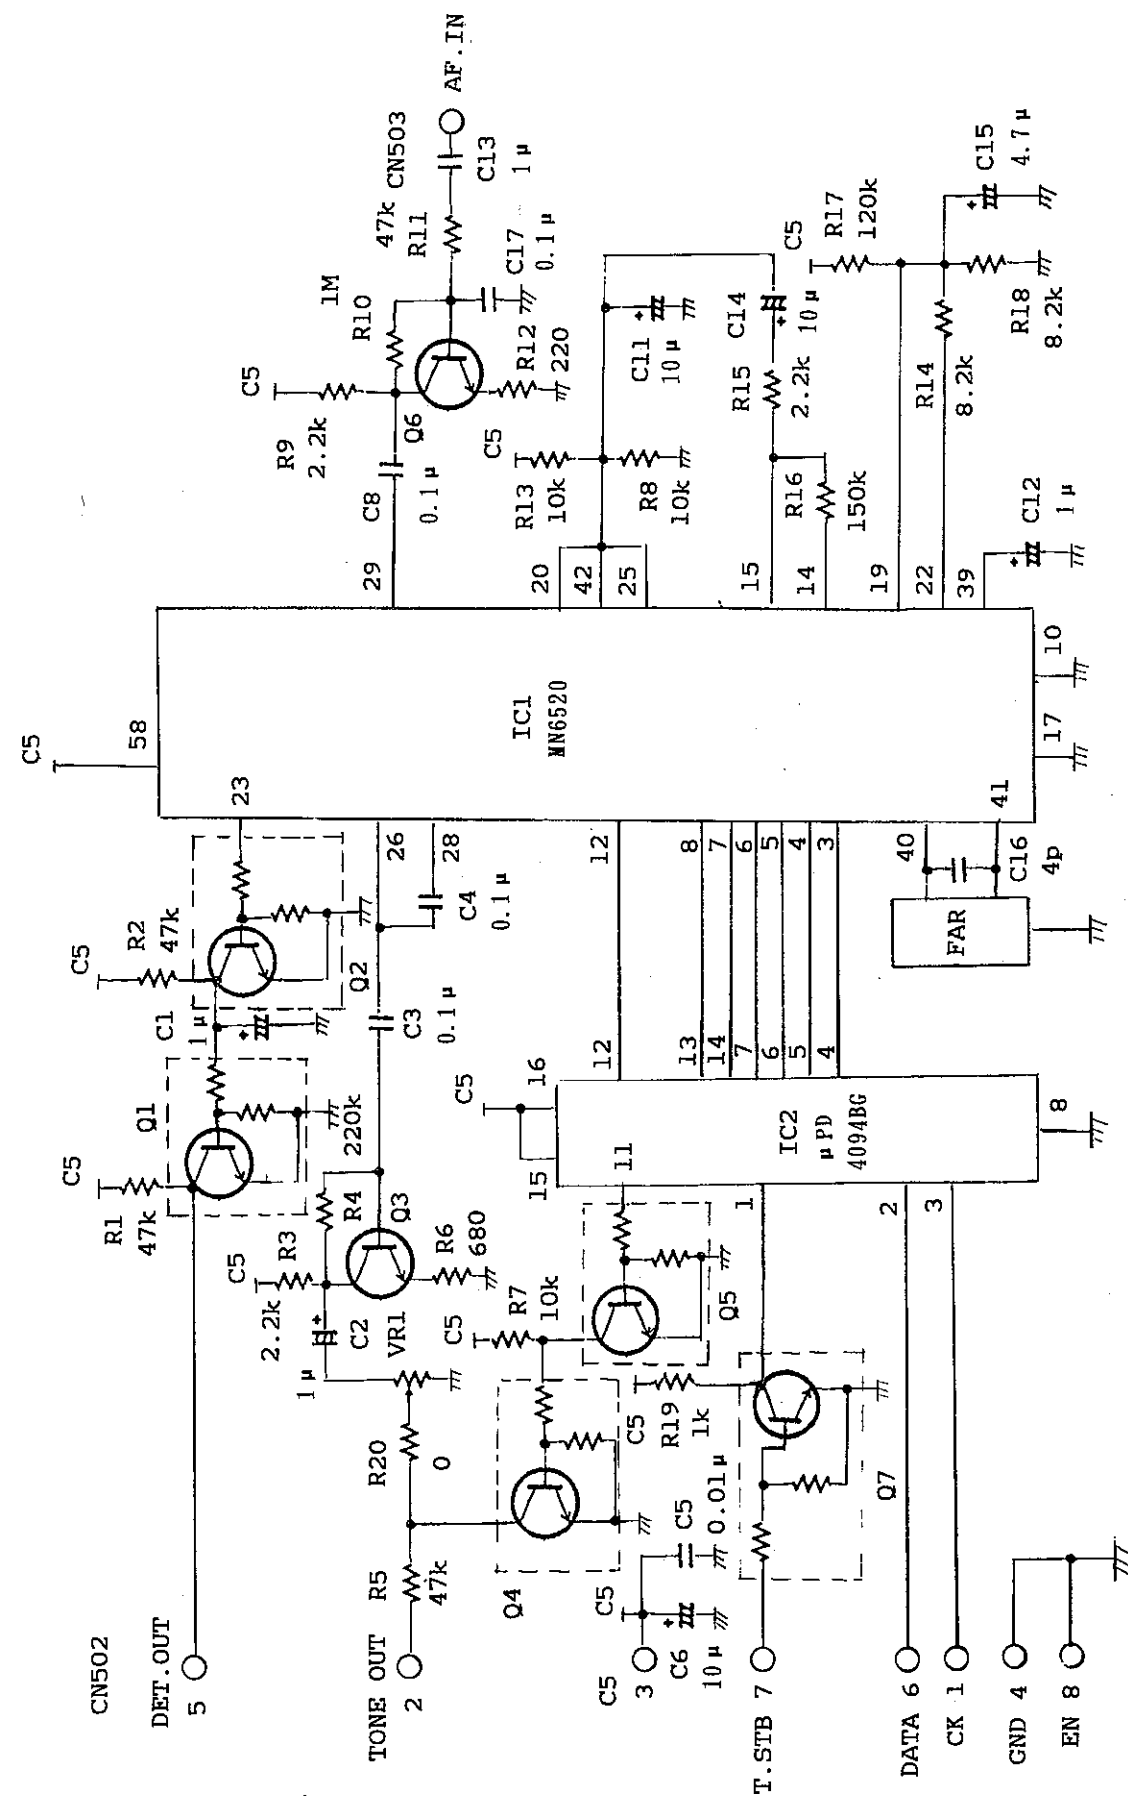 CN502
DET.OUT
5
TONE OUT
2
C5
3
T.STB 7
DATA 6
CK 1
GND 4
EN 8
C5
R1
47k
Q1
C5
R2
47k
C1
1μ
Q2
220k
R4
C5
R3
2.2k
Q3
R6
680
C2
1μ
VR1
R20
0
R5
47k
Q4
C5
R7
10k
Q5
C5
R19
1k
Q7
C5
C6
10μ
C5
0.01μ
C3
0.1μ
C4
0.1μ
C5
16
15
11
1
2
3
IC2
μPD
4094BG
8
12
13
14
7
6
5
4
12
8
7
6
5
4
3
FAR
C16
4p
40
41
23
26
28
C5
58
IC1
MN6520
17
10
29
20
42
25
15
14
19
22
39
C8
0.1μ
C5
R9
2.2k
Q6
R10
1M
R12
220
R11
47k
C17
0.1μ
C13
1μ
CN503
AF.IN
C5
R13
10k
R8
10k
C11
10μ
C14
10μ
R15
2.2k
R16
150k
C5
R17
120k
R14
8.2k
R18
8.2k
C15
4.7μ
C12
1μ